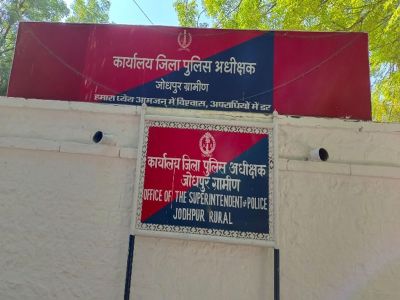 कार्यालय जिला पुलिस अधीक्षक
जोधपुर ग्रामीण
हमारा ध्येय आमजन में विश्वास, अपराधियों में डर
कार्यालय जिला पुलिस अधीक्षक
जोधपुर ग्रामीण
OFFICE OF THE SUPERINTENDENT OF POLICE
JODHPUR RURAL